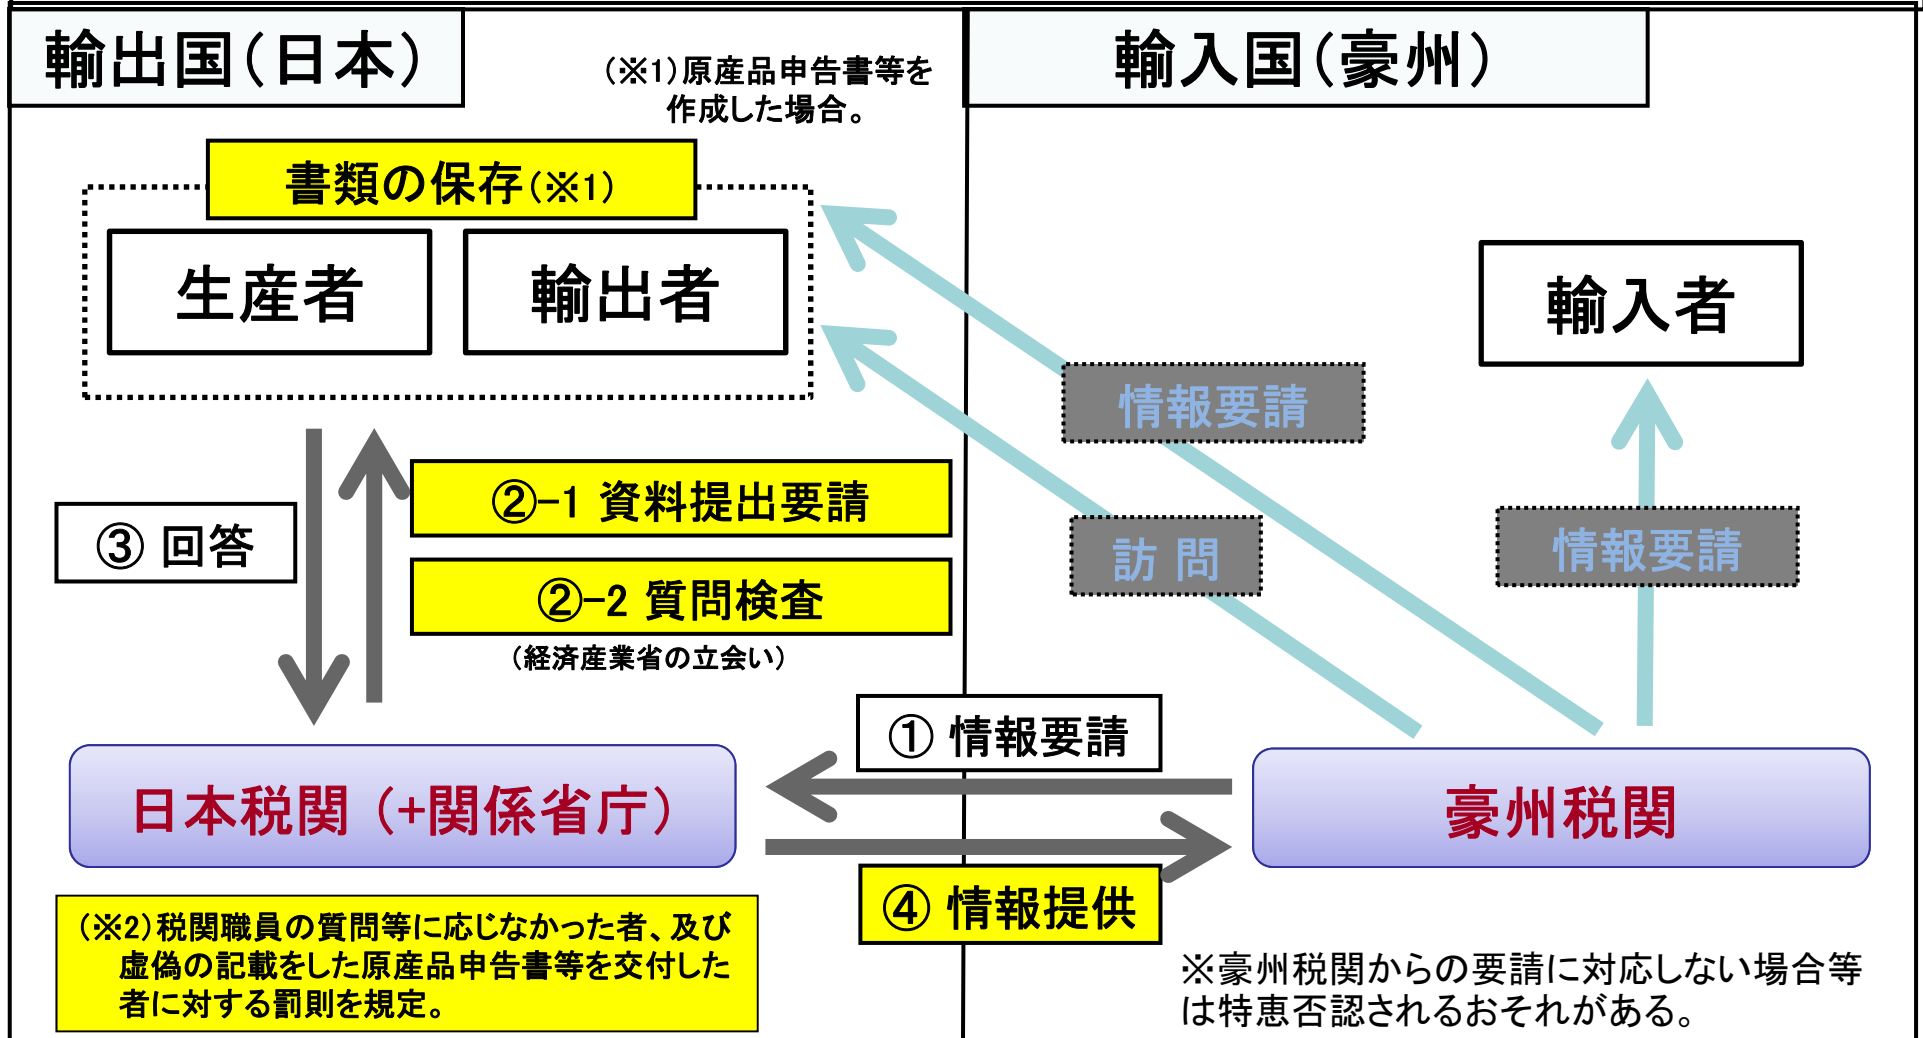 輸出国（日本）
（※1）原産品申告書等を
作成した場合。
輸入国（豪州）
書類の保存（※1）
生産者
輸出者
輸入者
情報要請
訪 問
情報要請
②-1 資料提出要請
③ 回答
②-2 質問検査
（経済産業省の立会い）
① 情報要請
日本税関（+関係省庁）
豪州税関
④ 情報提供
（※2）税関職員の質問等に応じなかった者、及び
虚偽の記載をした原産品申告書等を交付した
者に対する罰則を規定。
※豪州税関からの要請に対応しない場合等
は特恵否認されるおそれがある。